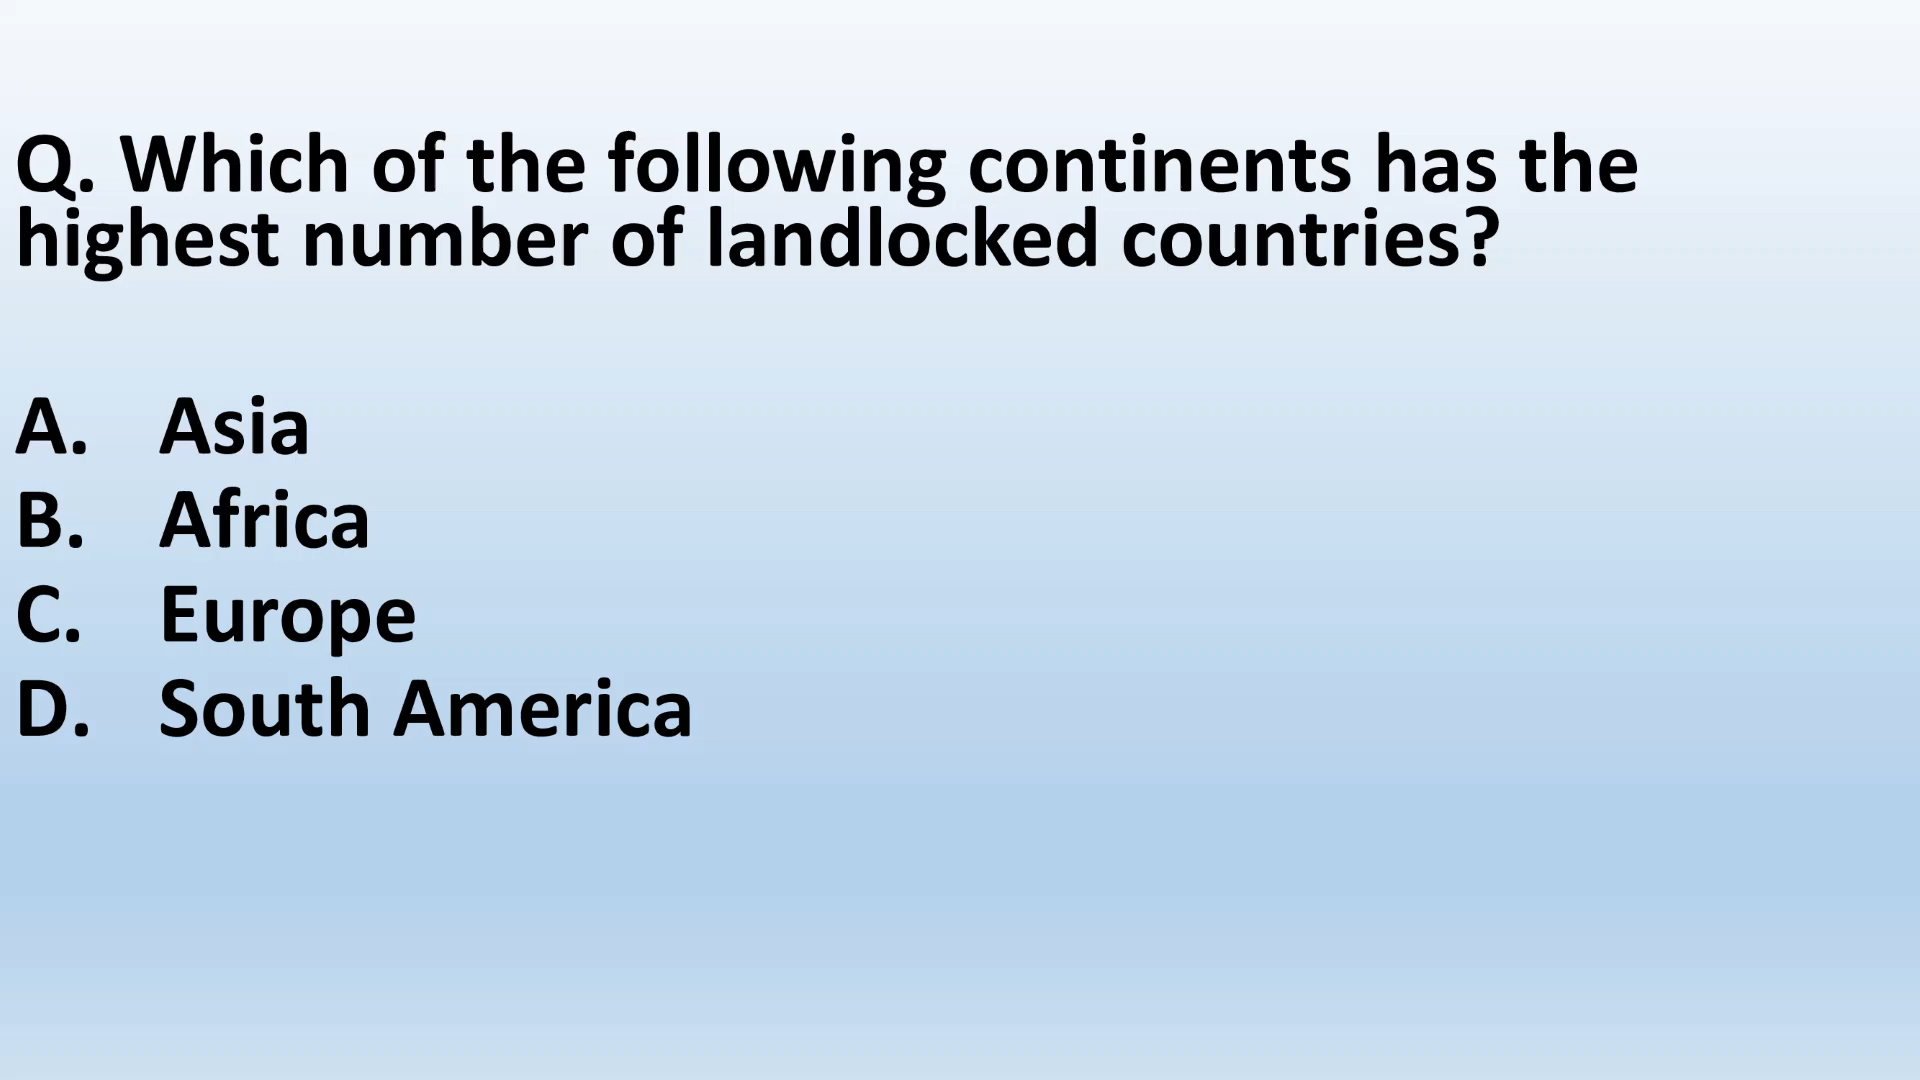 Q. Which of the following continents has the
highest number of landlocked countries?
A. Asia
B. Africa
C. Europe
D. South America